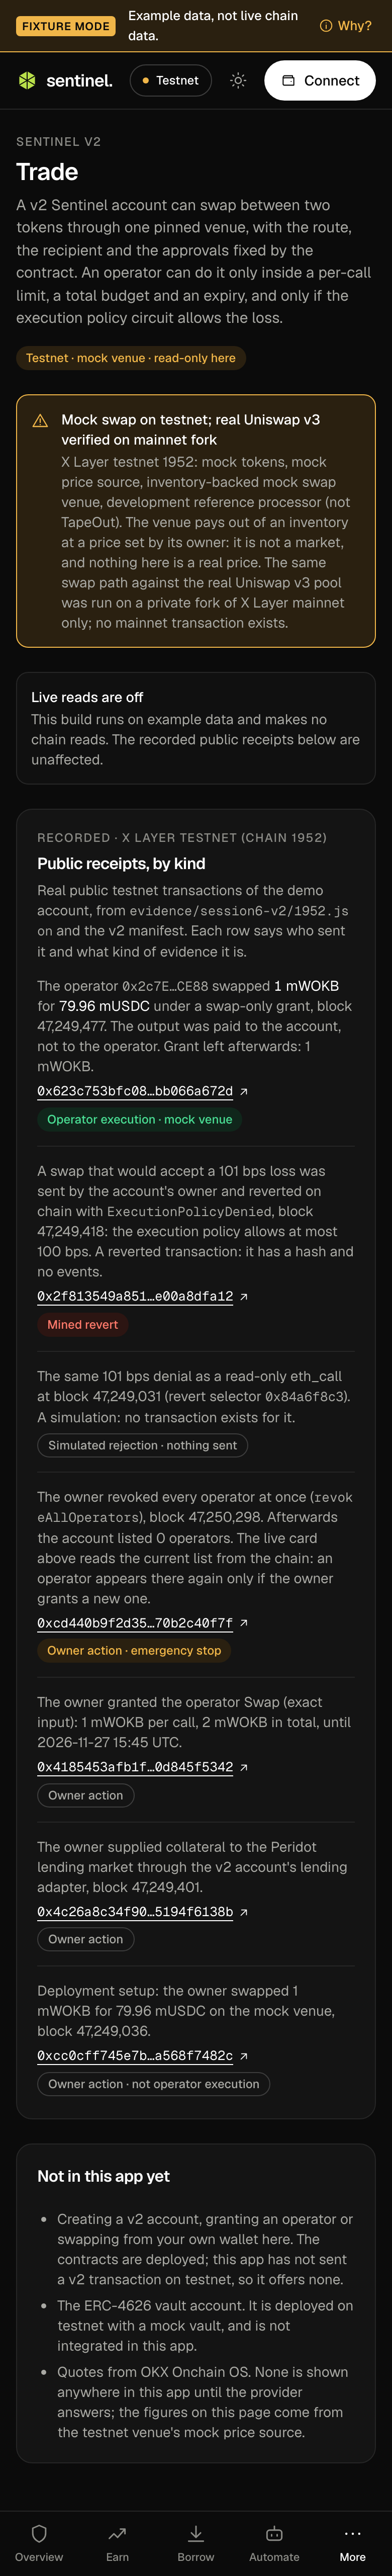 FIXTURE MODE
Example data, not live chain
data.
Why?
sentinel.
Testnet
Connect
SENTINEL V2
Trade
A v2 Sentinel account can swap between two
tokens through one pinned venue, with the route,
the recipient and the approvals fixed by the
contract. An operator can do it only inside a per-call
limit, a total budget and an expiry, and only if the
execution policy circuit allows the loss.
Testnet · mock venue · read-only here
Mock swap on testnet; real Uniswap v3
verified on mainnet fork
X Layer testnet 1952: mock tokens, mock
price source, inventory-backed mock swap
venue, development reference processor (not
TapeOut). The venue pays out of an inventory
at a price set by its owner: it is not a market,
and nothing here is a real price. The same
swap path against the real Uniswap v3 pool
was run on a private fork of X Layer mainnet
only; no mainnet transaction exists.
Live reads are off
This build runs on example data and makes no
chain reads. The recorded public receipts below are
unaffected.
RECORDED · X LAYER TESTNET (CHAIN 1952)
Public receipts, by kind
Real public testnet transactions of the demo
account, from evidence/session6-v2/1952.js
on and the v2 manifest. Each row says who sent
it and what kind of evidence it is.
The operator 0x2c7E…CE88 swapped 1 mWOKB
for 79.96 mUSDC under a swap-only grant, block
47,249,477. The output was paid to the account,
not to the operator. Grant left afterwards: 1
mWOKB.
0x623c753bfc08…bb066a672d ↗
Operator execution · mock venue
A swap that would accept a 101 bps loss was
sent by the account's owner and reverted on
chain with ExecutionPolicyDenied, block
47,249,418: the execution policy allows at most
100 bps. A reverted transaction: it has a hash and
no events.
0x2f813549a851…e00a8dfa12 ↗
Mined revert
The same 101 bps denial as a read-only eth_call
at block 47,249,031 (revert selector 0x84a6f8c3).
A simulation: no transaction exists for it.
Simulated rejection · nothing sent
The owner revoked every operator at once (revok
eAllOperators), block 47,250,298. Afterwards
the account listed 0 operators. The live card
above reads the current list from the chain: an
operator appears there again only if the owner
grants a new one.
0xcd440b9f2d35…70b2c40f7f ↗
Owner action · emergency stop
The owner granted the operator Swap (exact
input): 1 mWOKB per call, 2 mWOKB in total, until
2026-11-27 15:45 UTC.
0x4185453afb1f…0d845f5342 ↗
Owner action
The owner supplied collateral to the Peridot
lending market through the v2 account's lending
adapter, block 47,249,401.
0x4c26a8c34f90…5194f6138b ↗
Owner action
Deployment setup: the owner swapped 1
mWOKB for 79.96 mUSDC on the mock venue,
block 47,249,036.
0xcc0cff745e7b…a568f7482c ↗
Owner action · not operator execution
Not in this app yet
• Creating a v2 account, granting an operator or
swapping from your own wallet here. The
contracts are deployed; this app has not sent
a v2 transaction on testnet, so it offers none.
• The ERC-4626 vault account. It is deployed on
testnet with a mock vault, and is not
integrated in this app.
• Quotes from OKX Onchain OS. None is shown
anywhere in this app until the provider
answers; the figures on this page come from
the testnet venue's mock price source.
Overview
Earn
Borrow
Automate
More